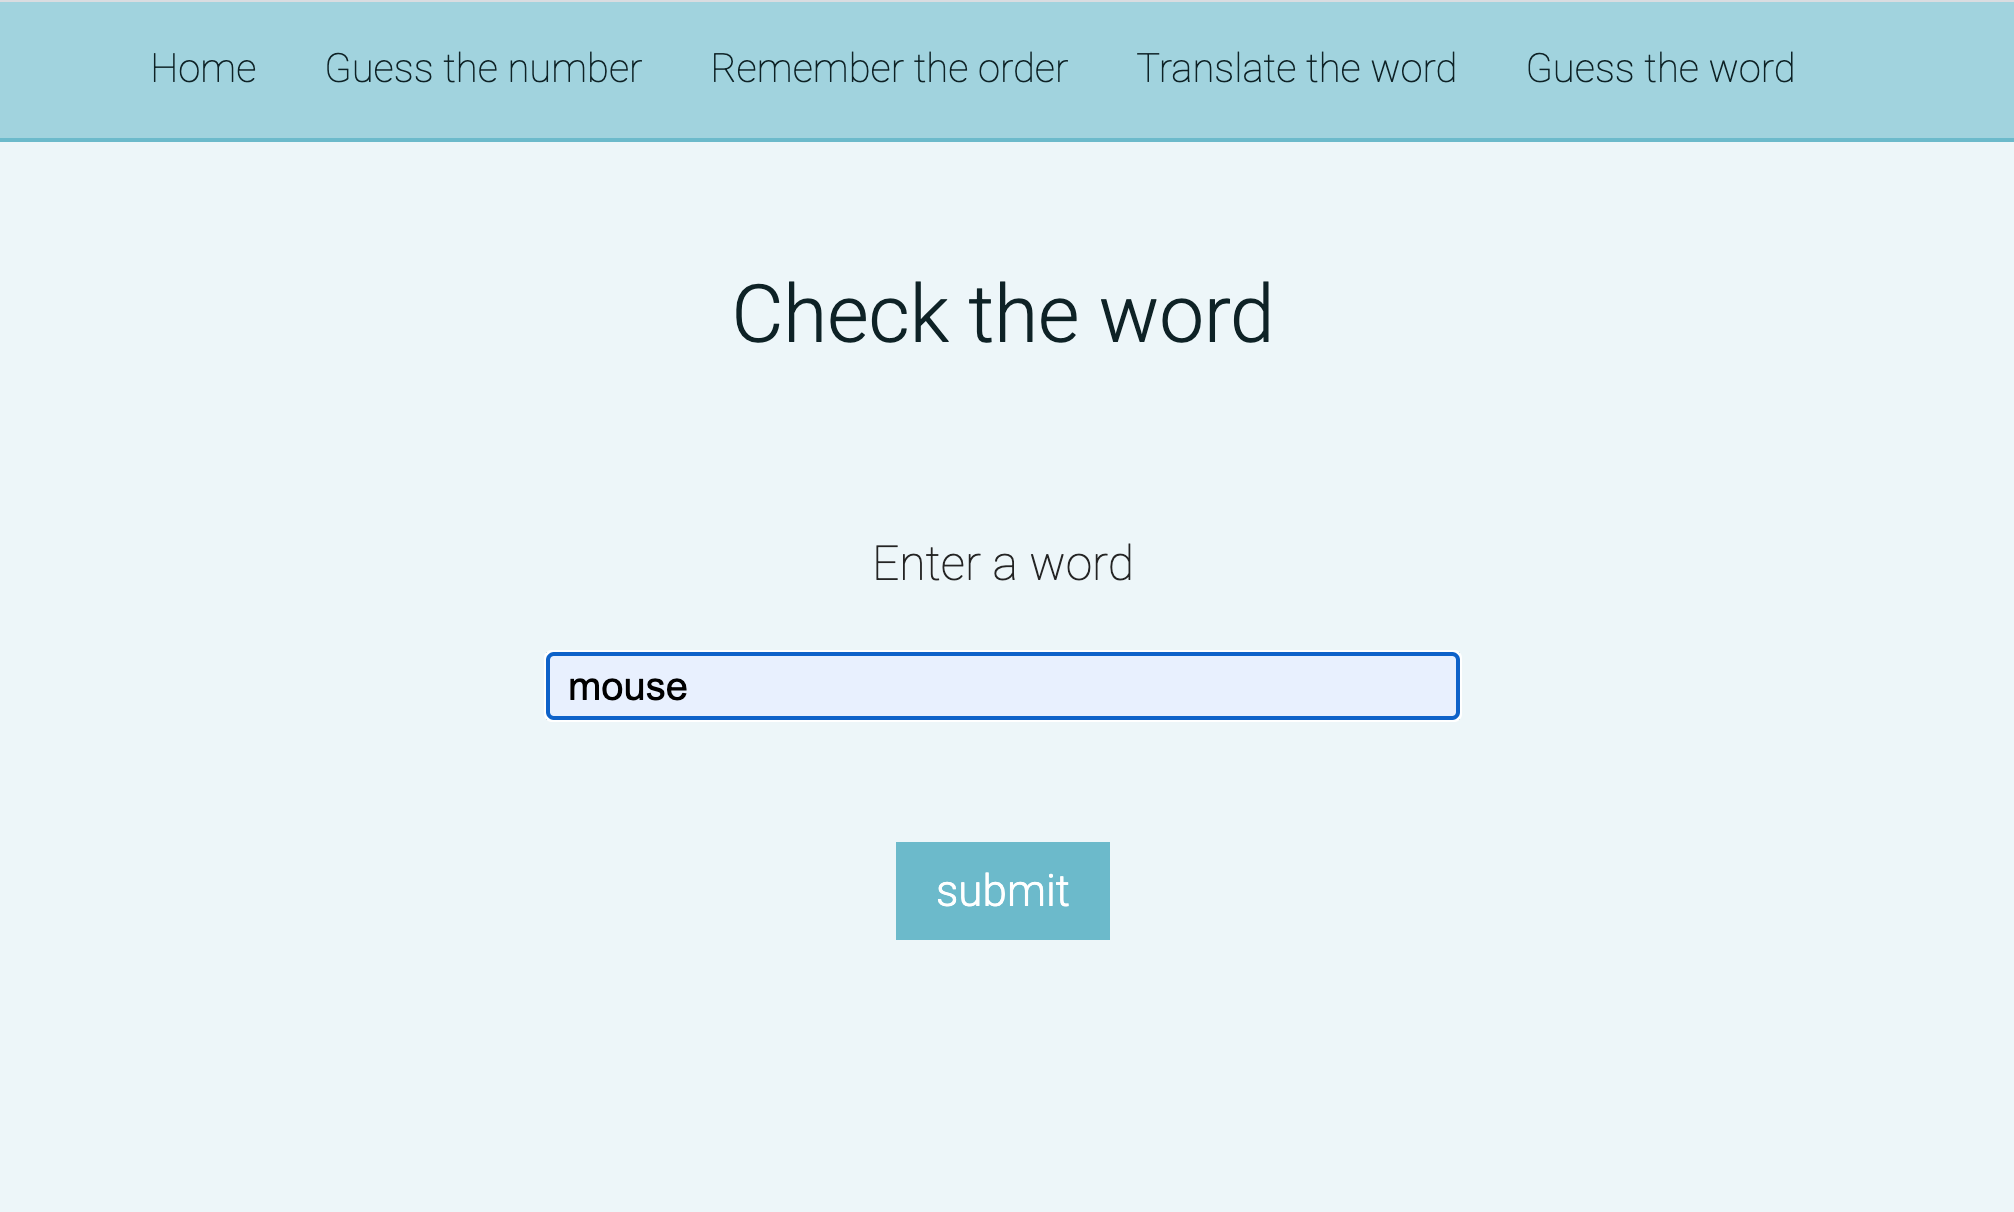 Home Guess the number Remember the order Translate the word Guess the word
Check the word
Enter a word
mouse
submit